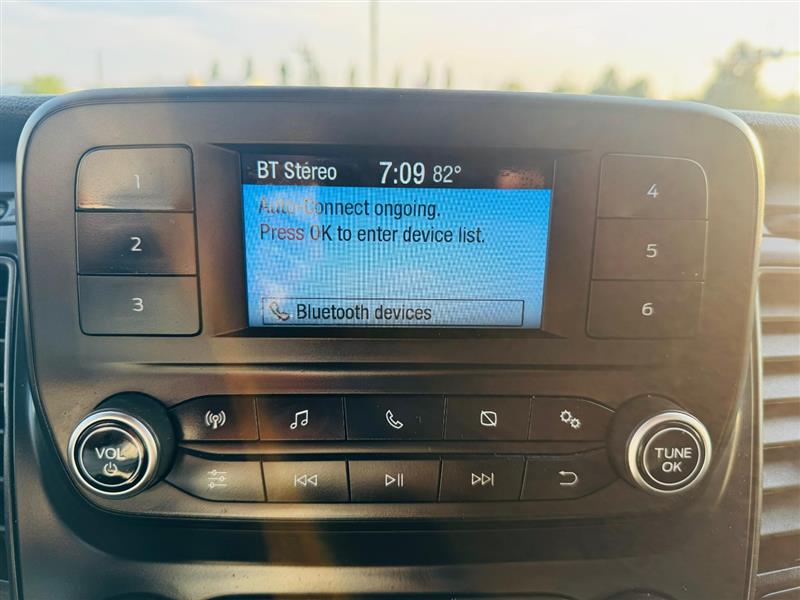 BT Stéreo 7:09 82°
Auto-Connect ongoing.
Press OK to enter device list.
Bluetooth devices
1
2
3
4
5
6
VOL
TUNE
OK